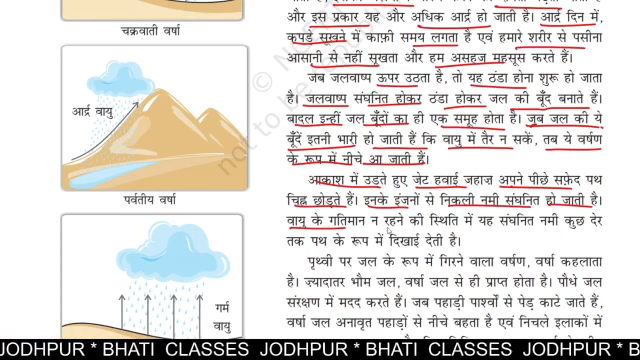 और इस प्रकार यह और अधिक आर्द्र हो जाती है। आर्द्र दिन में,
कपड़े सूखने में काफ़ी समय लगता है एवं हमारे शरीर से पसीना
आसानी से नहीं सूखता और हम असहज महसूस करते हैं।
जब जलवाष्प ऊपर उठता है, तो यह ठंडा होना शुरू हो जाता
है। जलवाष्प संघनित होकर ठंडा होकर जल की बूँद बनाते हैं।
बादल इन्हीं जल बूँदों का ही एक समूह होता है। जब जल की ये
बूँदें इतनी भारी हो जाती हैं कि वायु में तैर न सकें, तब ये वर्षण
के रूप में नीचे आ जाती हैं।
आकाश में उड़ते हुए जेट हवाई जहाज़ अपने पीछे सफ़ेद पथ
चिह्न छोड़ते हैं। इनके इंजनों से निकली नमी संघनित हो जाती है।
वायु के गतिमान न रहने की स्थिति में यह संघनित नमी कुछ देर
तक पथ के रूप में दिखाई देती है।
पृथ्वी पर जल के रूप में गिरने वाला वर्षण, वर्षा कहलाता
है। ज्यादातर भौम जल, वर्षा जल से ही प्राप्त होता है। पौधे जल
संरक्षण में मदद करते हैं। जब पहाड़ी पार्श्वों से पेड़ काटे जाते हैं,
वर्षा जल अनावृत पहाड़ों से नीचे बहता है एवं निचले इलाकों में
चक्रवाती वर्षा
आर्द्र वायु
पर्वतीय वर्षा
गर्म
वायु
not to be
JODHPUR * BHATI CLASSES JODHPUR * BHATI CLASSES JODHPUR